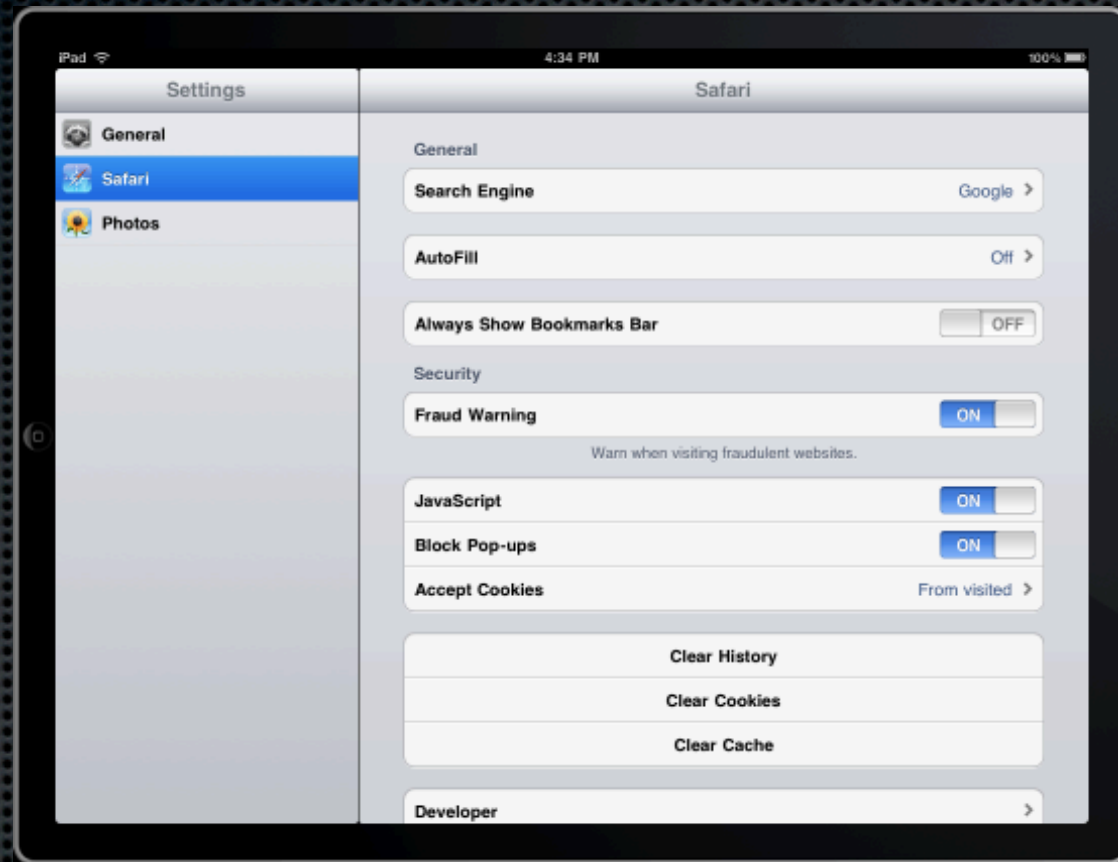 iPad 4:34 PM 100%
Settings
Safari
General
Safari
Photos
General
Search Engine Google
AutoFill Off
Always Show Bookmarks Bar OFF
Security
Fraud Warning ON
Warn when visiting fraudulent websites.
JavaScript ON
Block Pop-ups ON
Accept Cookies From visited
Clear History
Clear Cookies
Clear Cache
Developer